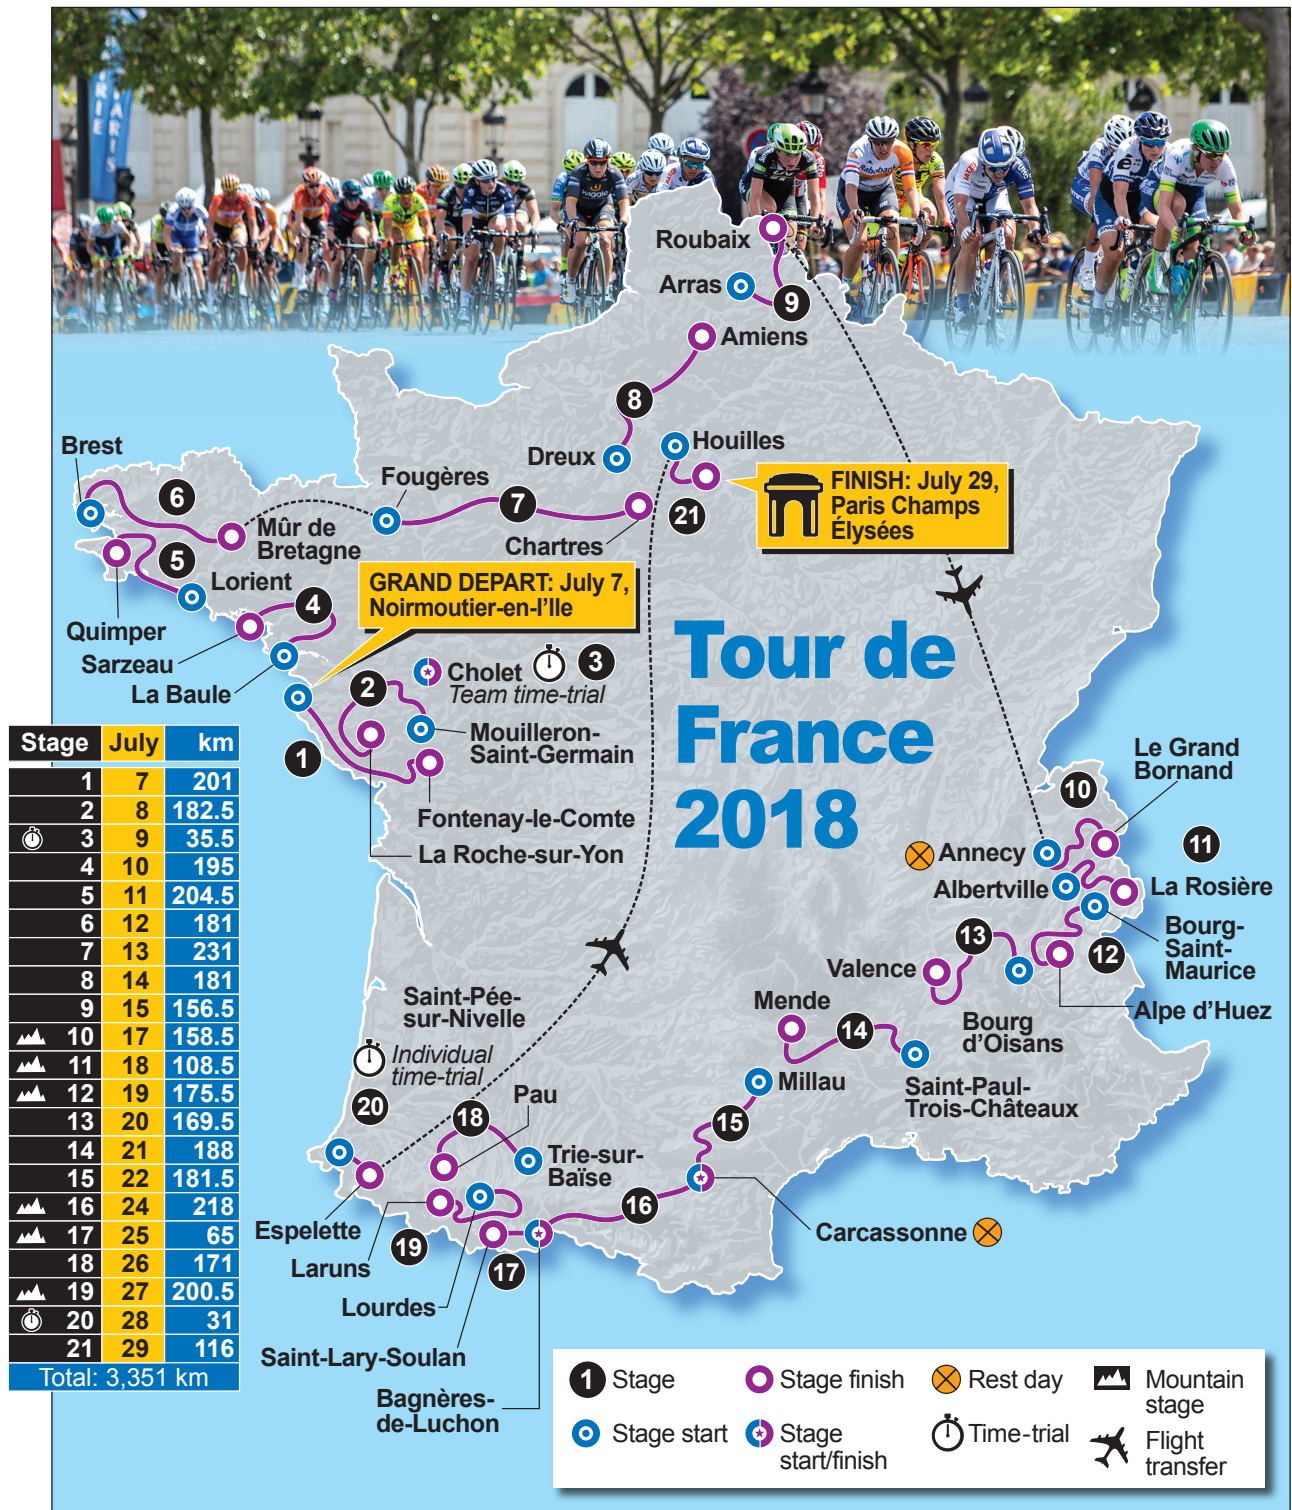 PARIS
Roubaix
Arras
9
Amiens
8
Houilles
Dreux
Brest
Fougères
6
7
FINISH: July 29,
Paris Champs
Élysées
21
Mûr de
Bretagne
Chartres
5
Lorient
GRAND DEPART: July 7,
Noirmoutier-en-l'Ile
4
Quimper
Sarzeau
La Baule
Cholet
3
Team time-trial
2
Mouilleron-
Saint-Germain
1
Fontenay-le-Comte
La Roche-sur-Yon
Tour de
France
2018
Le Grand
Bornand
10
11
Annecy
Albertville
La Rosière
Bourg-
Saint-
Maurice
12
13
Valence
Alpe d'Huez
Bourg
d'Oisans
Mende
14
Saint-Paul-
Trois-Châteaux
Millau
15
Saint-Pée-
sur-Nivelle
Individual
time-trial
20
Pau
18
Trie-sur-
Baïse
16
Carcassonne
Espelette
Laruns
19
17
Lourdes
Saint-Lary-Soulan
Bagnères-
de-Luchon
Stage July km
1 7 201
2 8 182.5
3 9 35.5
4 10 195
5 11 204.5
6 12 181
7 13 231
8 14 181
9 15 156.5
10 17 158.5
11 18 108.5
12 19 175.5
13 20 169.5
14 21 188
15 22 181.5
16 24 218
17 25 65
18 26 171
19 27 200.5
20 28 31
21 29 116
Total: 3,351 km
1 Stage
Stage finish
Rest day
Mountain
stage
Stage start
Stage
start/finish
Time-trial
Flight
transfer